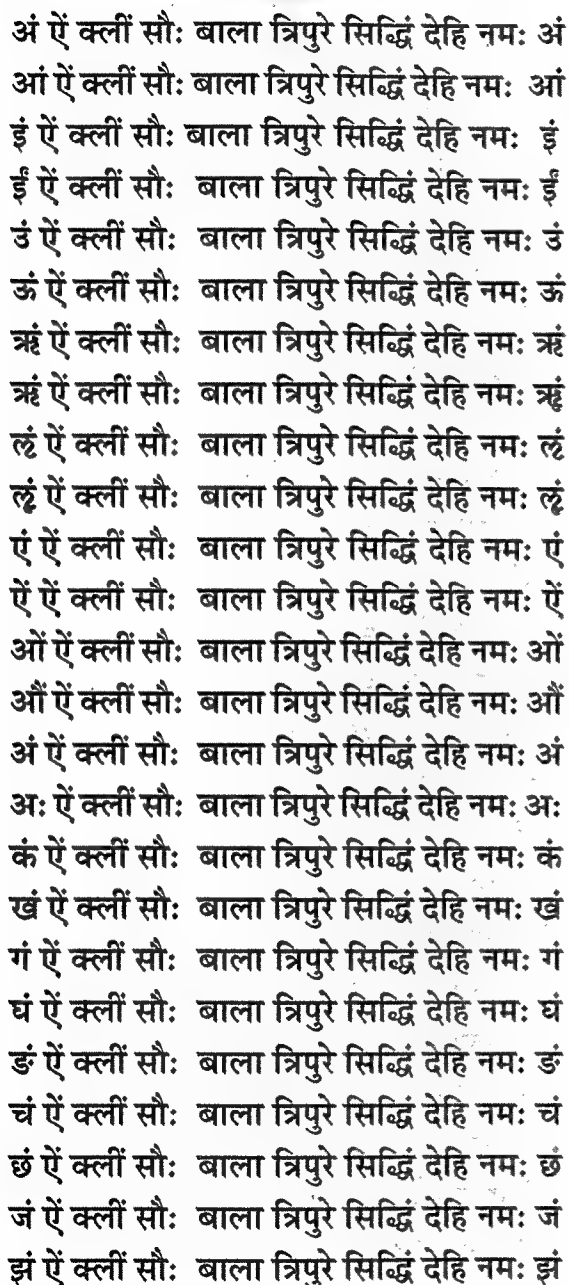 अं ऐं क्लीं सौः बाला त्रिपुरे सिद्धिं देहि नमः अं
आं ऐं क्लीं सौः बाला त्रिपुरे सिद्धिं देहि नमः आं
इं ऐं क्लीं सौः बाला त्रिपुरे सिद्धिं देहि नमः इं
ईं ऐं क्लीं सौः बाला त्रिपुरे सिद्धिं देहि नमः ईं
उं ऐं क्लीं सौः बाला त्रिपुरे सिद्धिं देहि नमः उं
ऊं ऐं क्लीं सौः बाला त्रिपुरे सिद्धिं देहि नमः ऊं
ऋं ऐं क्लीं सौः बाला त्रिपुरे सिद्धिं देहि नमः ऋं
ऋं ऐं क्लीं सौः बाला त्रिपुरे सिद्धिं देहि नमः ॠं
लृं ऐं क्लीं सौः बाला त्रिपुरे सिद्धिं देहि नमः लृं
ॡं ऐं क्लीं सौः बाला त्रिपुरे सिद्धिं देहि नमः ॡं
एं ऐं क्लीं सौः बाला त्रिपुरे सिद्धिं देहि नमः एं
ऐं ऐं क्लीं सौः बाला त्रिपुरे सिद्धिं देहि नमः ऐं
ओं ऐं क्लीं सौः बाला त्रिपुरे सिद्धिं देहि नमः ओं
औं ऐं क्लीं सौः बाला त्रिपुरे सिद्धिं देहि नमः औं
अं ऐं क्लीं सौः बाला त्रिपुरे सिद्धिं देहि नमः अं
अः ऐं क्लीं सौः बाला त्रिपुरे सिद्धिं देहि नमः अः
कं ऐं क्लीं सौः बाला त्रिपुरे सिद्धिं देहि नमः कं
खं ऐं क्लीं सौः बाला त्रिपुरे सिद्धिं देहि नमः खं
गं ऐं क्लीं सौः बाला त्रिपुरे सिद्धिं देहि नमः गं
घं ऐं क्लीं सौः बाला त्रिपुरे सिद्धिं देहि नमः घं
ङं ऐं क्लीं सौः बाला त्रिपुरे सिद्धिं देहि नमः ङं
चं ऐं क्लीं सौः बाला त्रिपुरे सिद्धिं देहि नमः चं
छं ऐं क्लीं सौः बाला त्रिपुरे सिद्धिं देहि नमः छं
जं ऐं क्लीं सौः बाला त्रिपुरे सिद्धिं देहि नमः जं
झं ऐं क्लीं सौः बाला त्रिपुरे सिद्धिं देहि नमः झं